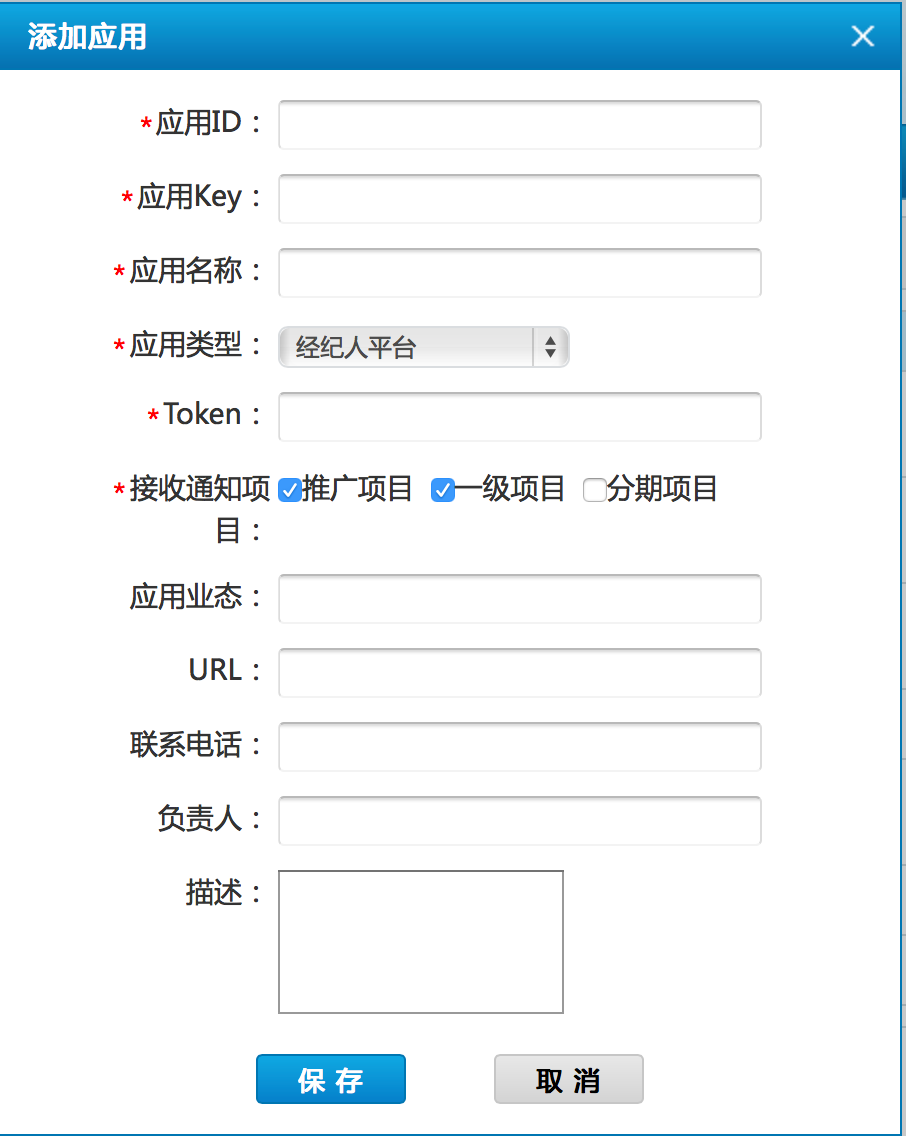 添加应用
*应用ID：
*应用Key：
*应用名称：
*应用类型： 经纪人平台
*Token：
*接收通知项 推广项目 一级项目 分期项目
目：
应用业态：
URL：
联系电话：
负责人：
描述：
保存 取消